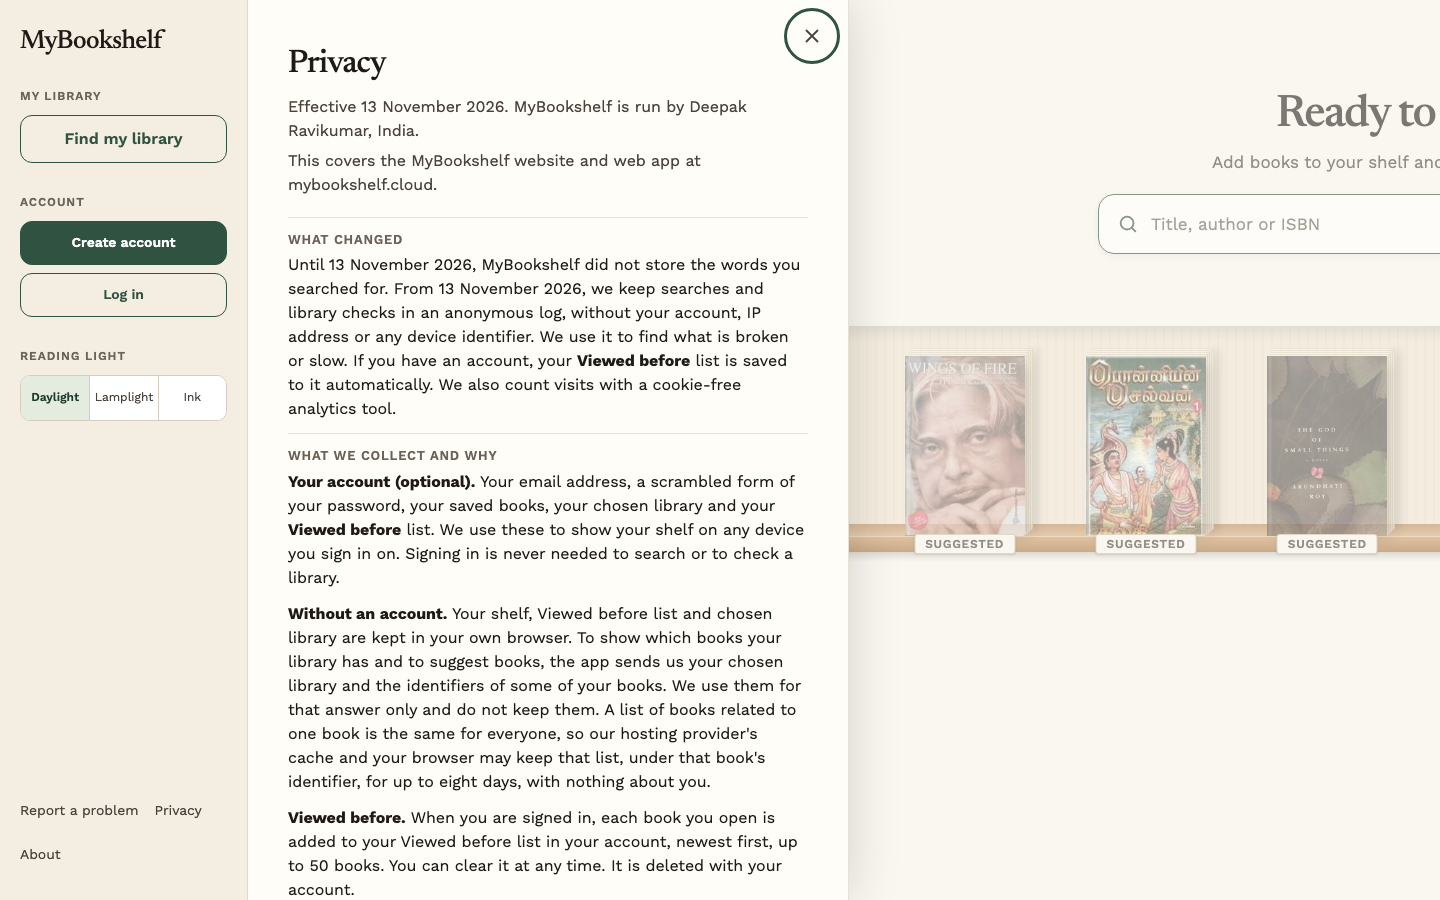 MyBookshelf
MY LIBRARY
Find my library
ACCOUNT
Create account
Log in
READING LIGHT
Daylight
Lamplight
Ink
Report a problem
Privacy
About
Privacy
Effective 13 November 2026. MyBookshelf is run by Deepak
Ravikumar, India.
This covers the MyBookshelf website and web app at
mybookshelf.cloud.
WHAT CHANGED
Until 13 November 2026, MyBookshelf did not store the words you
searched for. From 13 November 2026, we keep searches and
library checks in an anonymous log, without your account, IP
address or any device identifier. We use it to find what is broken
or slow. If you have an account, your Viewed before list is saved
to it automatically. We also count visits with a cookie-free
analytics tool.
WHAT WE COLLECT AND WHY
Your account (optional). Your email address, a scrambled form of
your password, your saved books, your chosen library and your
Viewed before list. We use these to show your shelf on any device
you sign in on. Signing in is never needed to search or to check a
library.
Without an account. Your shelf, Viewed before list and chosen
library are kept in your own browser. To show which books your
library has and to suggest books, the app sends us your chosen
library and the identifiers of some of your books. We use them for
that answer only and do not keep them. A list of books related to
one book is the same for everyone, so our hosting provider's
cache and your browser may keep that list, under that book's
identifier, for up to eight days, with nothing about you.
Viewed before. When you are signed in, each book you open is
added to your Viewed before list in your account, newest first, up
to 50 books. You can clear it at any time. It is deleted with your
account.
Ready to
Add books to your shelf and
Title, author or ISBN
WINGS OF FIRE
பொன்னியின்
செல்வன்
1
THE GOD
OF
SMALL THINGS
ARUNDHATI
ROY
SUGGESTED
SUGGESTED
SUGGESTED